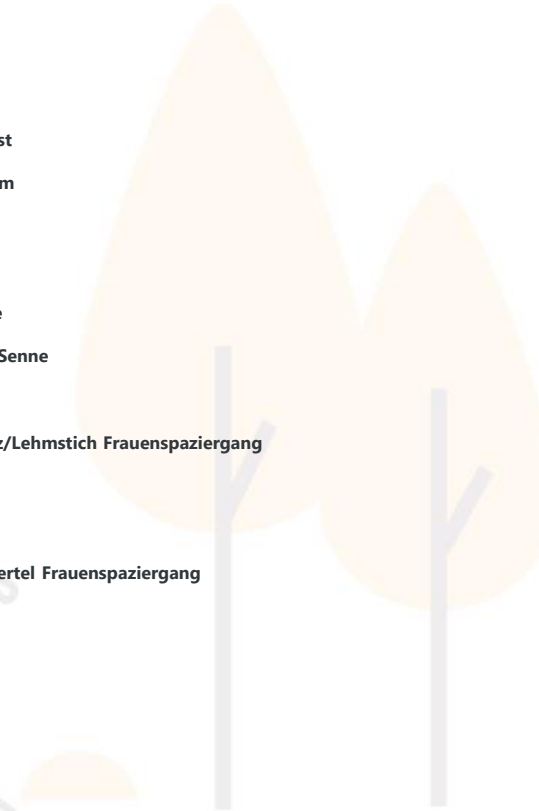 st
m
e
Senne
z/Lehmstich Frauenspaziergang
ertel Frauenspaziergang